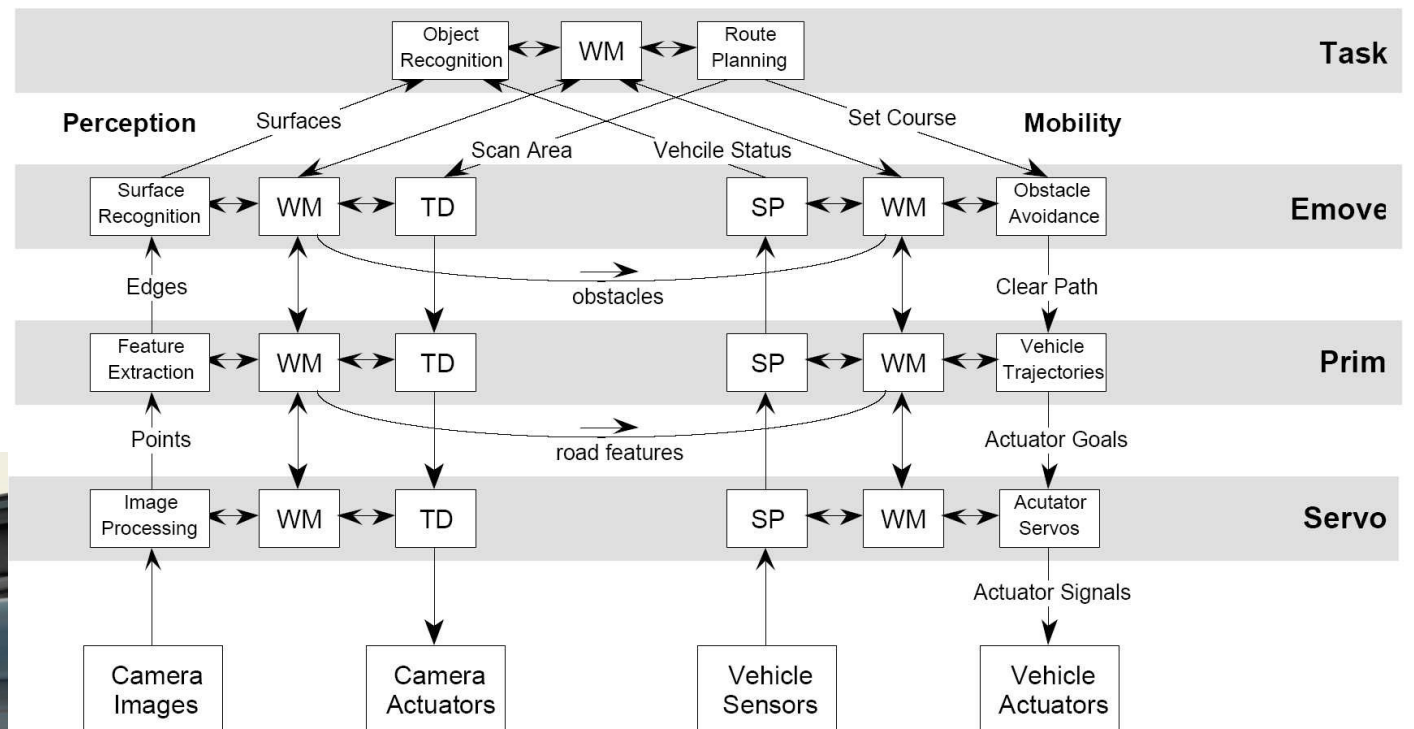 Object
Recognition
WM
Route
Planning
Task
Perception
Surfaces
Set Course
Mobility
Scan Area
Vehcile Status
Surface
Recognition
WM
TD
SP
WM
Obstacle
Avoidance
Emove
Edges
obstacles
Clear Path
Feature
Extraction
WM
TD
SP
WM
Vehicle
Trajectories
Prim
Points
road features
Actuator Goals
Image
Processing
WM
TD
SP
WM
Acutator
Servos
Servo
Actuator Signals
Camera
Images
Camera
Actuators
Vehicle
Sensors
Vehicle
Actuators